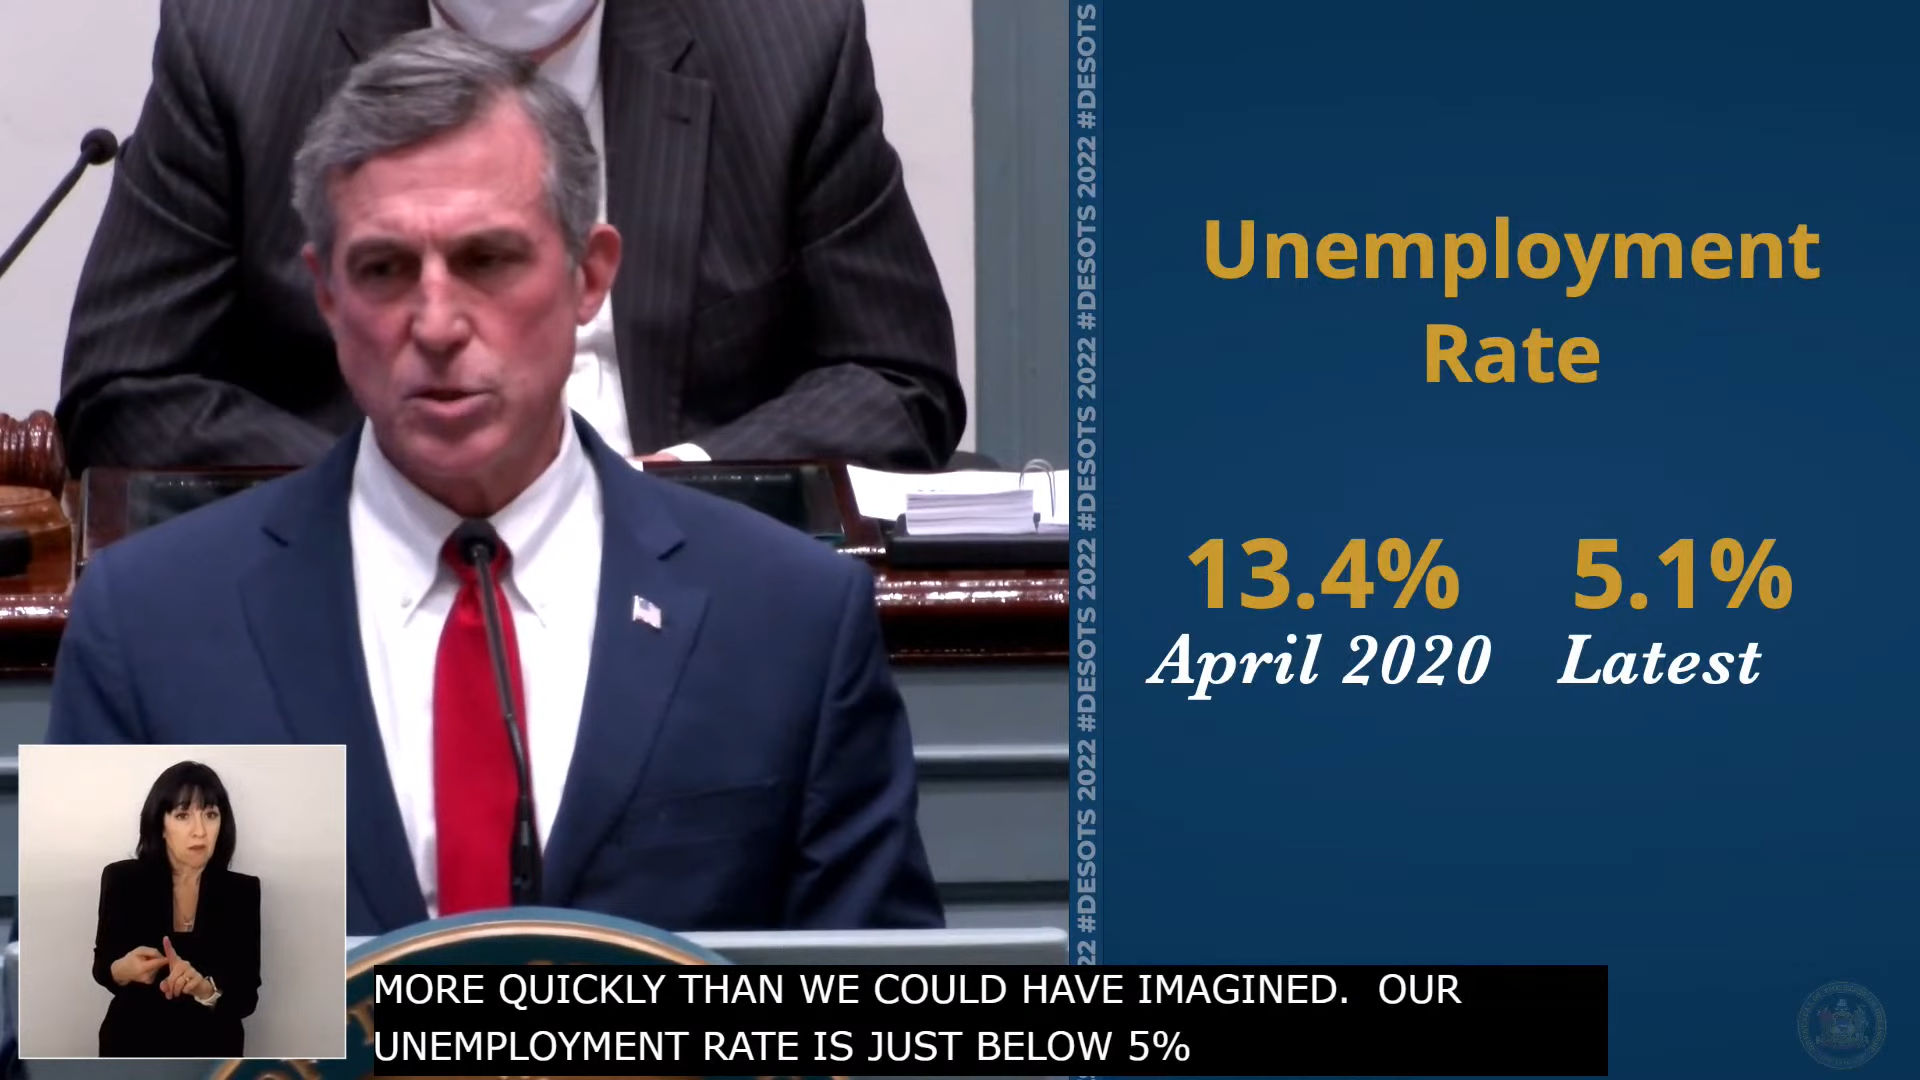 Unemployment
Rate
13.4% 5.1%
April 2020 Latest
#DESOTS 2022 #DESOTS 2022 #DESOTS 2022 #DESOTS 2022 #DESOTS
MORE QUICKLY THAN WE COULD HAVE IMAGINED. OUR
UNEMPLOYMENT RATE IS JUST BELOW 5%